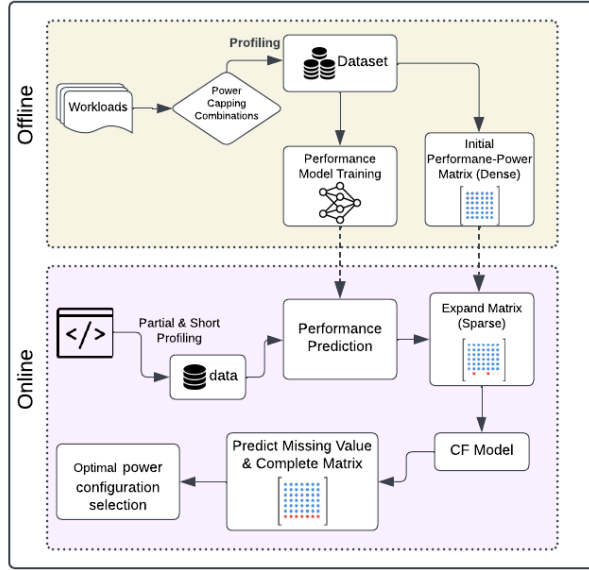 Offline
Workloads
Power
Capping
Combinations
Profiling
Dataset
Performance
Model Training
Initial
Performane-Power
Matrix (Dense)
Online
</>
Partial & Short
Profiling
data
Performance
Prediction
Expand Matrix
(Sparse)
CF Model
Predict Missing Value
& Complete Matrix
Optimal power
configuration
selection